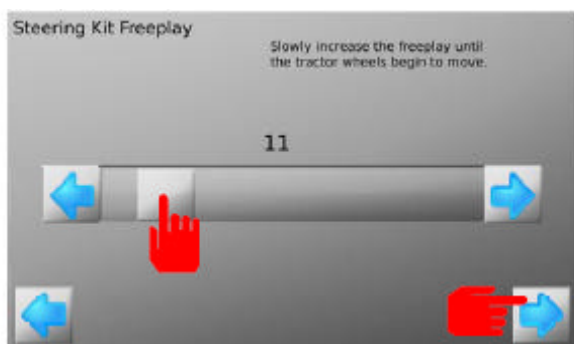 Steering Kit Freeplay
Slowly increase the freeplay until
the tractor wheels begin to move.
11